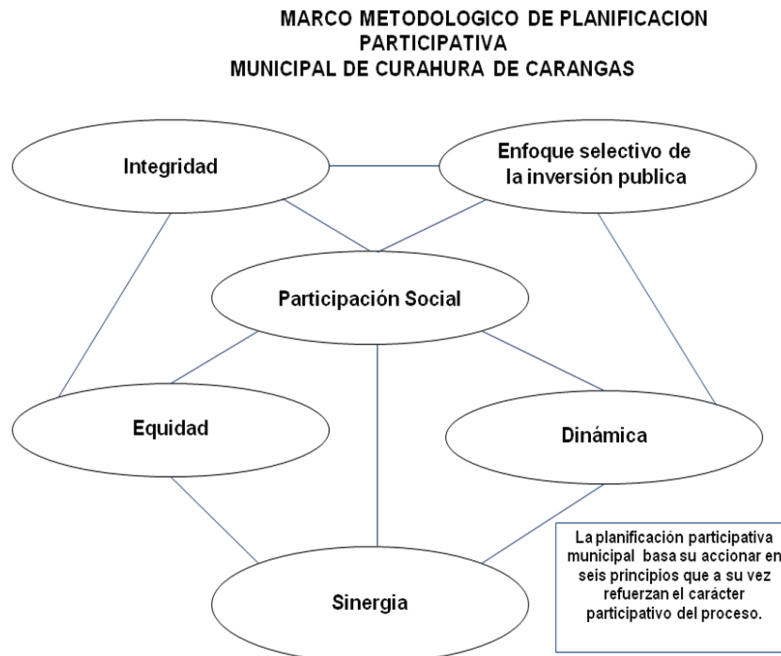 MARCO METODOLOGICO DE PLANIFICACION
PARTICIPATIVA
MUNICIPAL DE CURAHURA DE CARANGAS
Integridad
Enfoque selectivo de
la inversión publica
Participación Social
Equidad
Dinámica
Sinergia
La planificación participativa
municipal basa su accionar en
seis principios que a su vez
refuerzan el carácter
participativo del proceso.